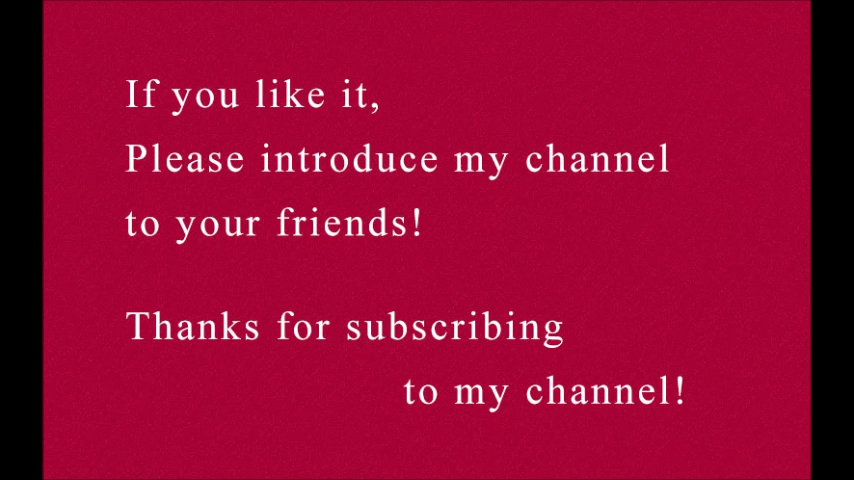 If you like it,
Please introduce my channel
to your friends!
Thanks for subscribing
to my channel!